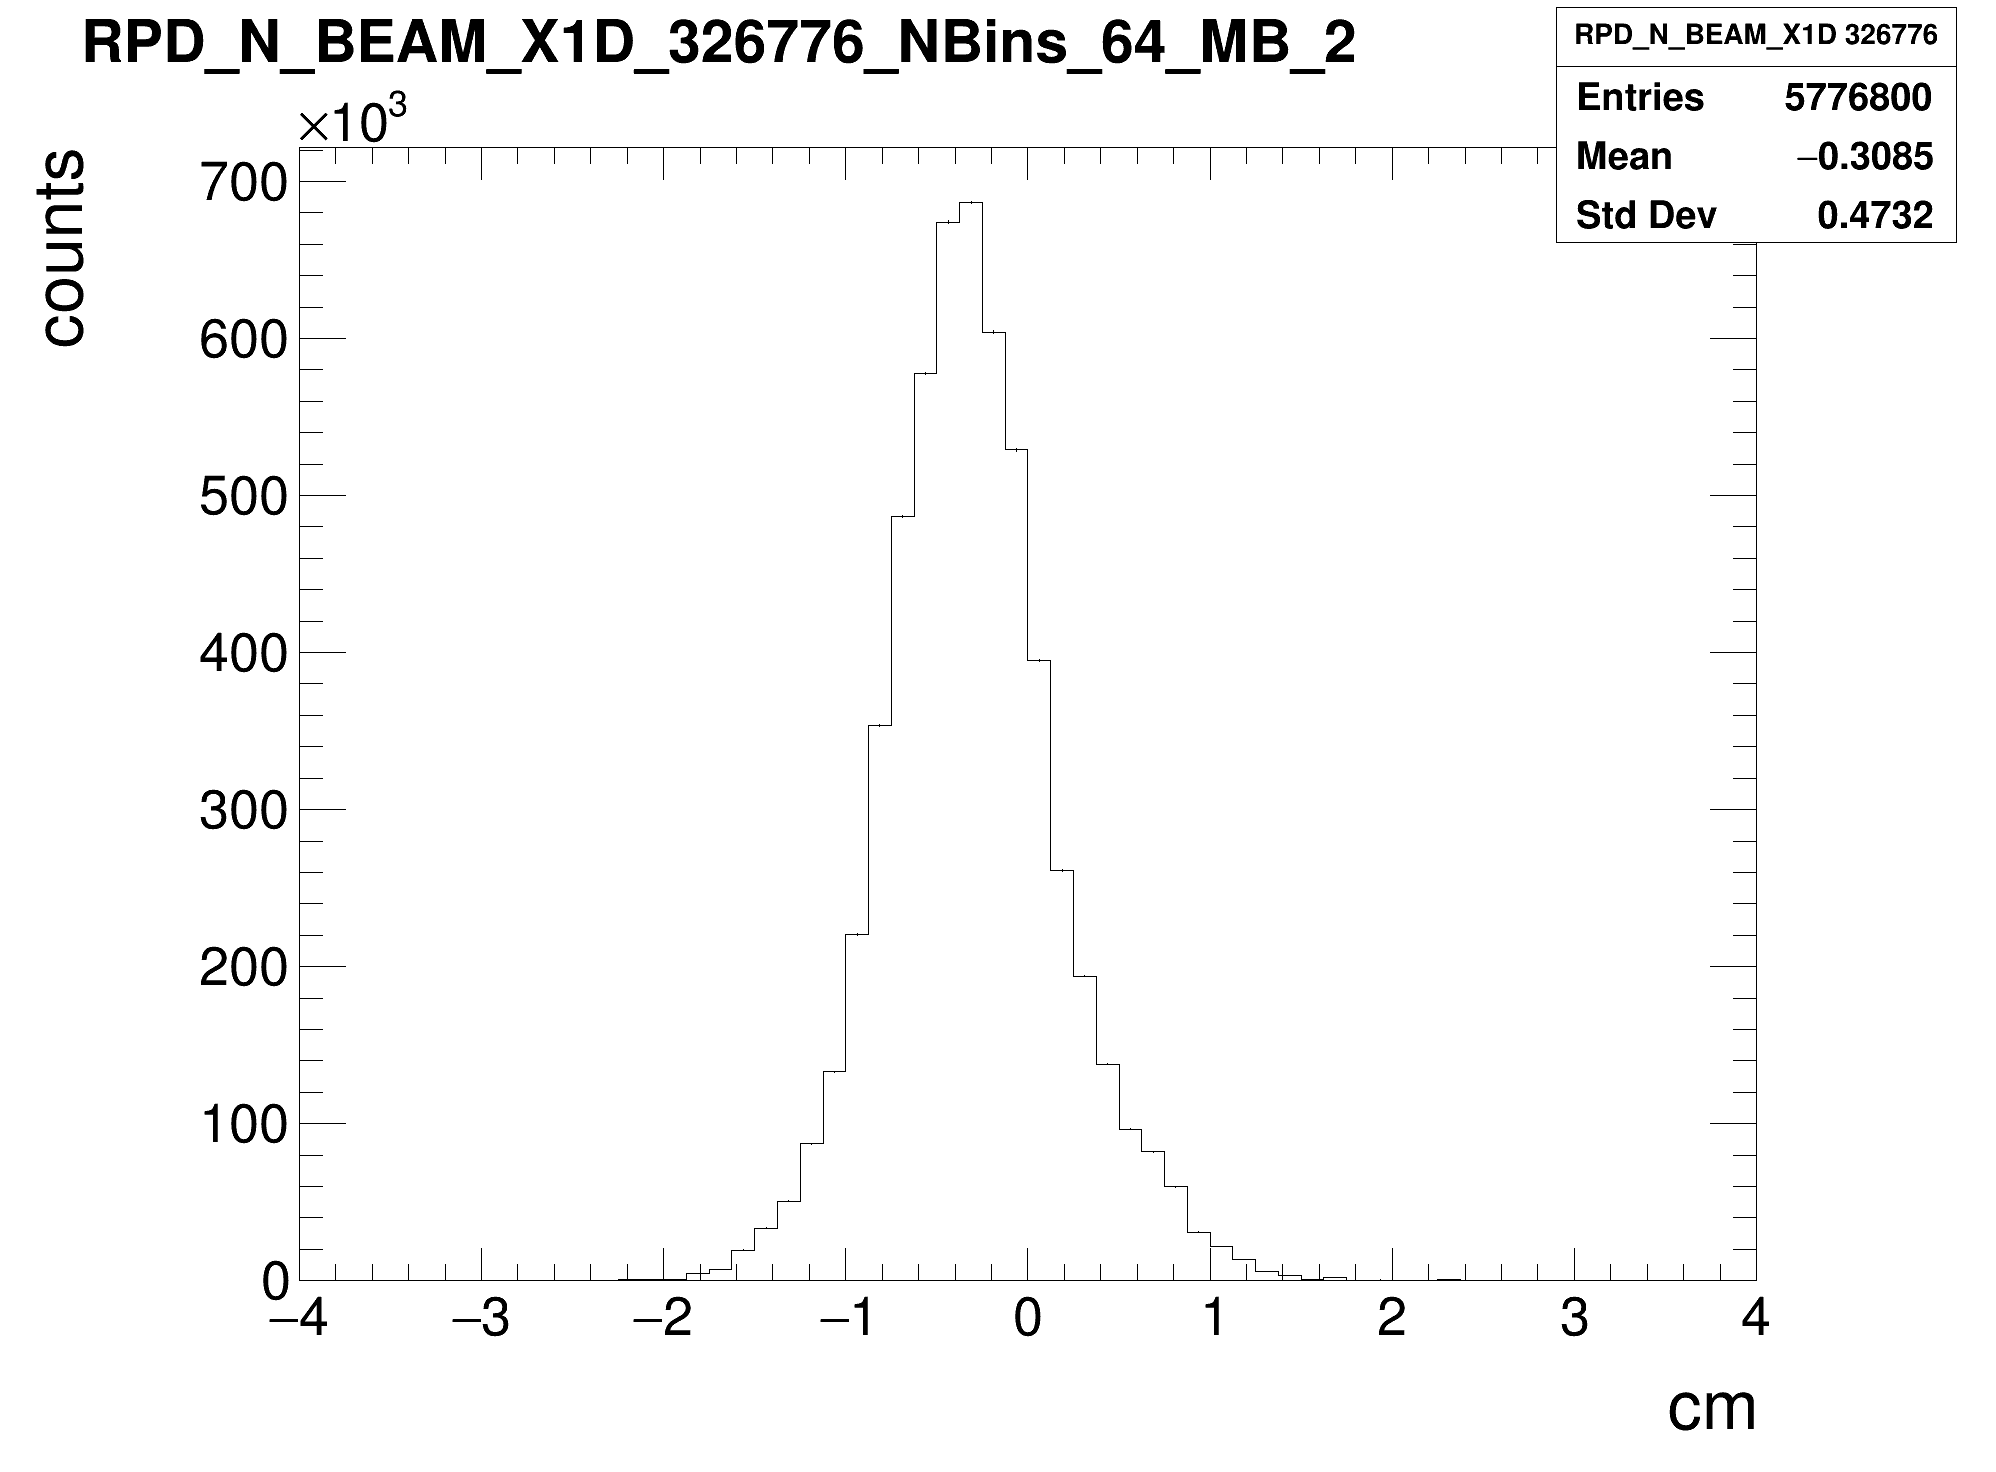 RPD_N_BEAM_X1D_326776_NBins_64_MB_2
RPD_N_BEAM_X1D 326776
Entries 5776800
Mean −0.3085
Std Dev 0.4732
×10³
counts
700
600
500
400
300
200
100
0
−4 −3 −2 −1 0 1 2 3 4
cm